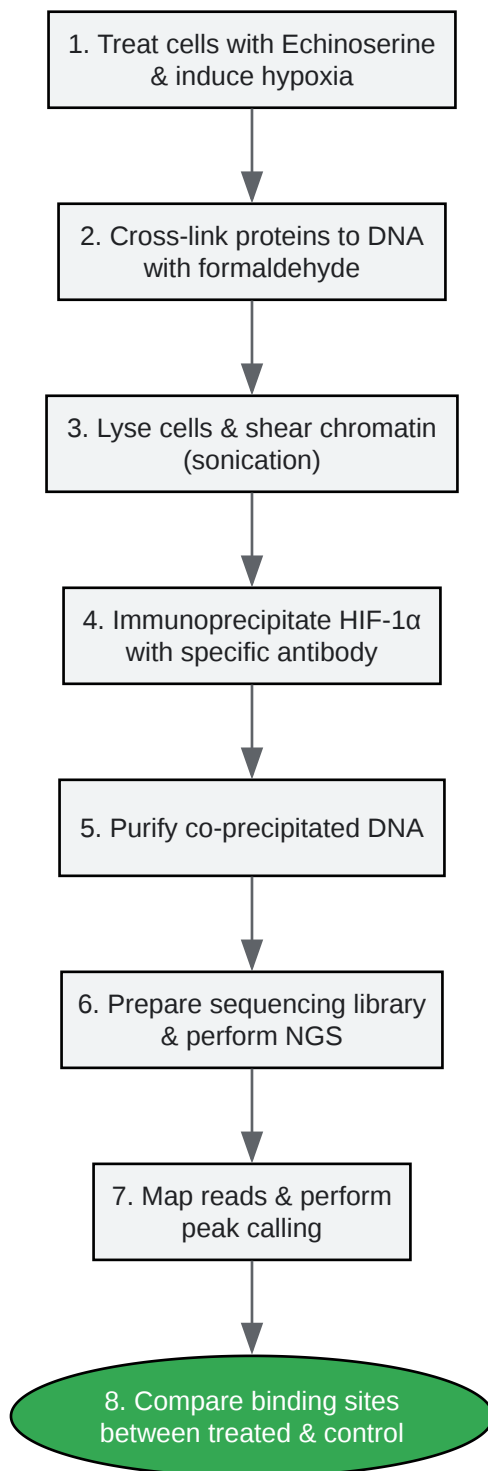 1. Treat cells with Echinoserine
& induce hypoxia
2. Cross-link proteins to DNA
with formaldehyde
3. Lyse cells & shear chromatin
(sonication)
4. Immunoprecipitate HIF-1α
with specific antibody
5. Purify co-precipitated DNA
6. Prepare sequencing library
& perform NGS
7. Map reads & perform
peak calling
8. Compare binding sites
between treated & control